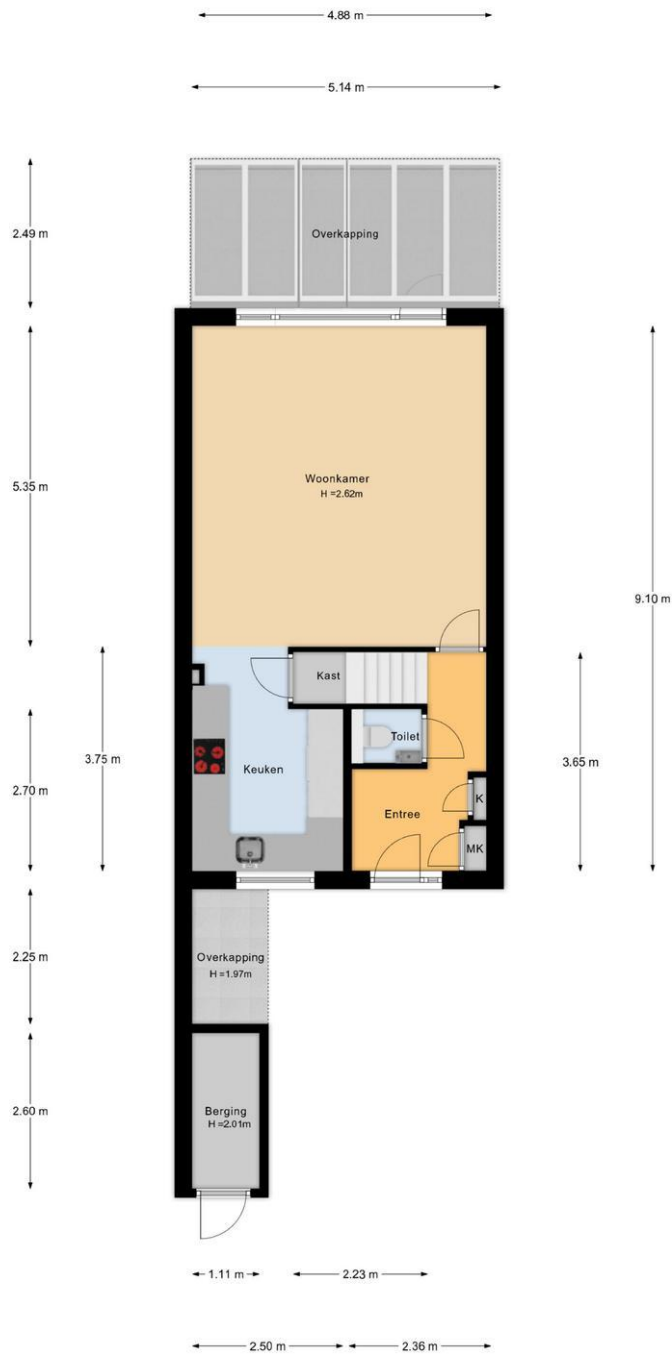 4.88 m
5.14 m
2.49 m
Overkapping
5.35 m
Woonkamer
H =2.62m
9.10 m
Kast
Toilet
3.75 m
2.70 m
Keuken
3.65 m
K
Entree
MK
2.25 m
Overkapping
H =1.97m
2.60 m
Berging
H =2.01m
1.11 m
2.23 m
2.50 m
2.36 m